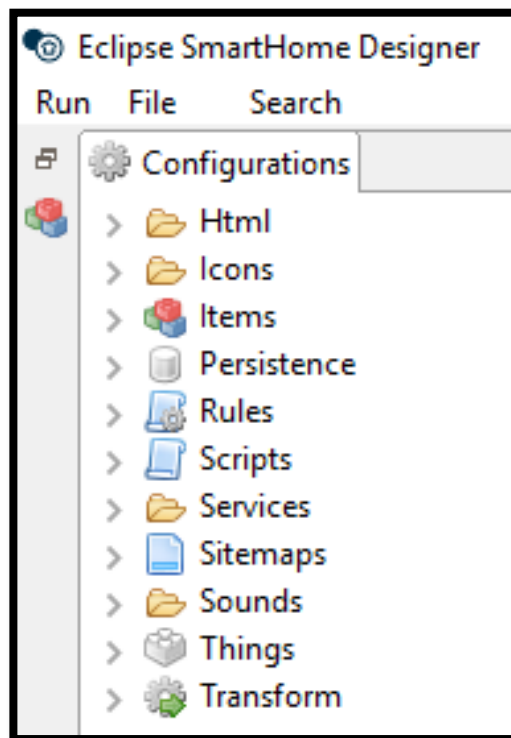 Eclipse SmartHome Designer
Run File Search
Configurations
Html
Icons
Items
Persistence
Rules
Scripts
Services
Sitemaps
Sounds
Things
Transform